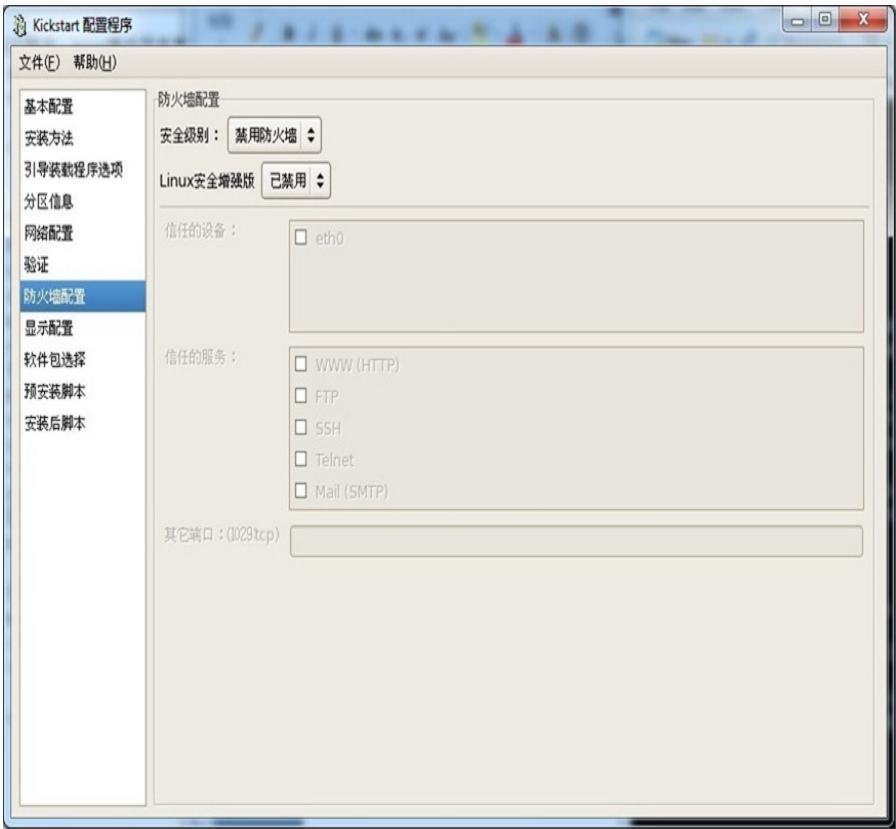 Kickstart 配置程序
文件(F) 帮助(H)
基本配置
安装方法
引导装载程序选项
分区信息
网络配置
验证
防火墙配置
显示配置
软件包选择
预安装脚本
安装后脚本
防火墙配置
安全级别： 禁用防火墙
Linux安全增强版 已禁用
信任的设备：
eth0
信任的服务：
WWW (HTTP)
FTP
SSH
Telnet
Mail (SMTP)
其它端口：(1029:tcp)